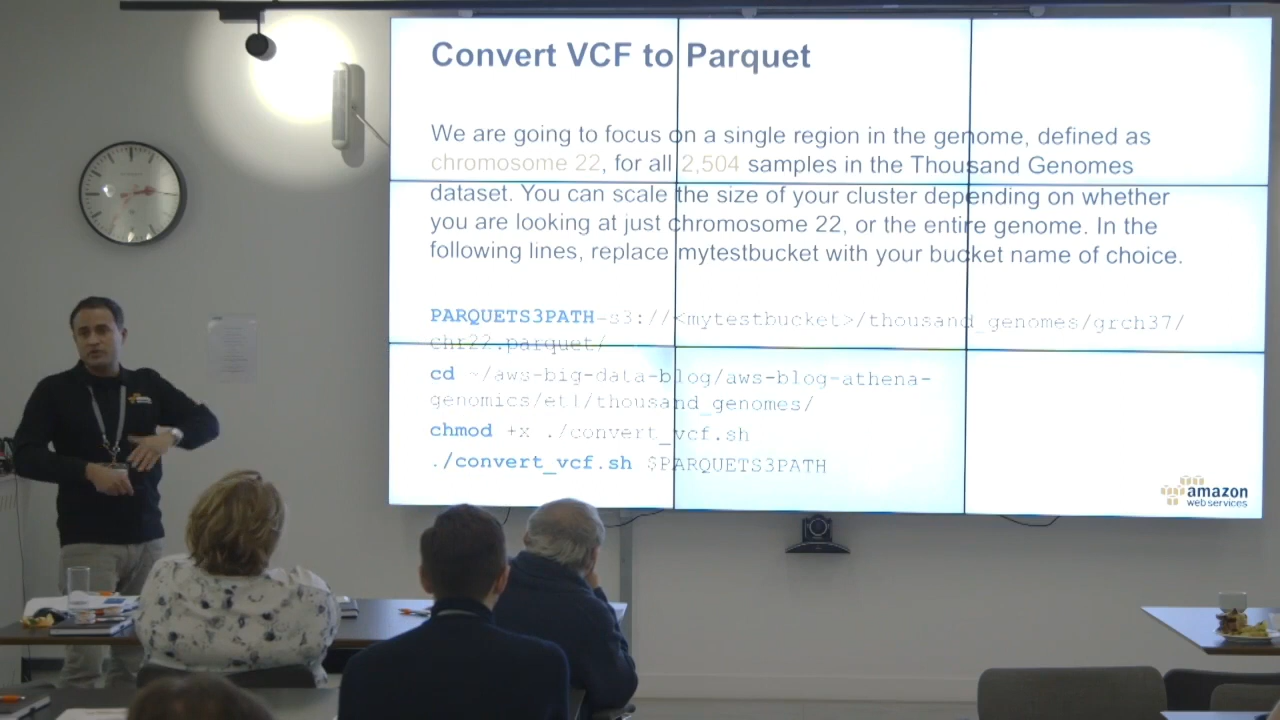 Convert VCF to Parquet
We are going to focus on a single region in the genome, defined as
chromosome 22, for all 2,504 samples in the Thousand Genomes
dataset. You can scale the size of your cluster depending on whether
you are looking at just chromosome 22, or the entire genome. In the
following lines, replace mytestbucket with your bucket name of choice.
PARQUETS3PATH=s3://<mytestbucket>/thousand_genomes/grch37/
chr22.parquet/
cd ~/aws-big-data-blog/aws-blog-athena-
genomics/etl/thousand_genomes/
chmod +x ./convert_vcf.sh
./convert_vcf.sh $PARQUETS3PATH
amazon
web services